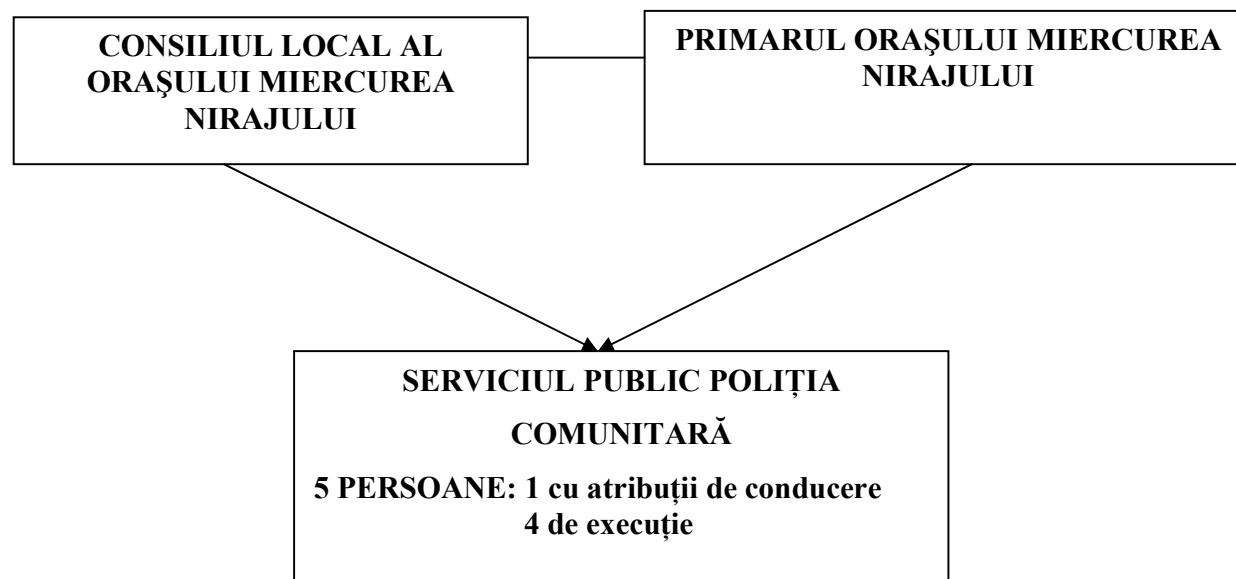 CONSILIUL LOCAL AL
ORAŞULUI MIERCUREA
NIRAJULUI
PRIMARUL ORAŞULUI MIERCUREA
NIRAJULUI
SERVICIUL PUBLIC POLIȚIA
COMUNITARĂ
5 PERSOANE: 1 cu atribuții de conducere
4 de execuție